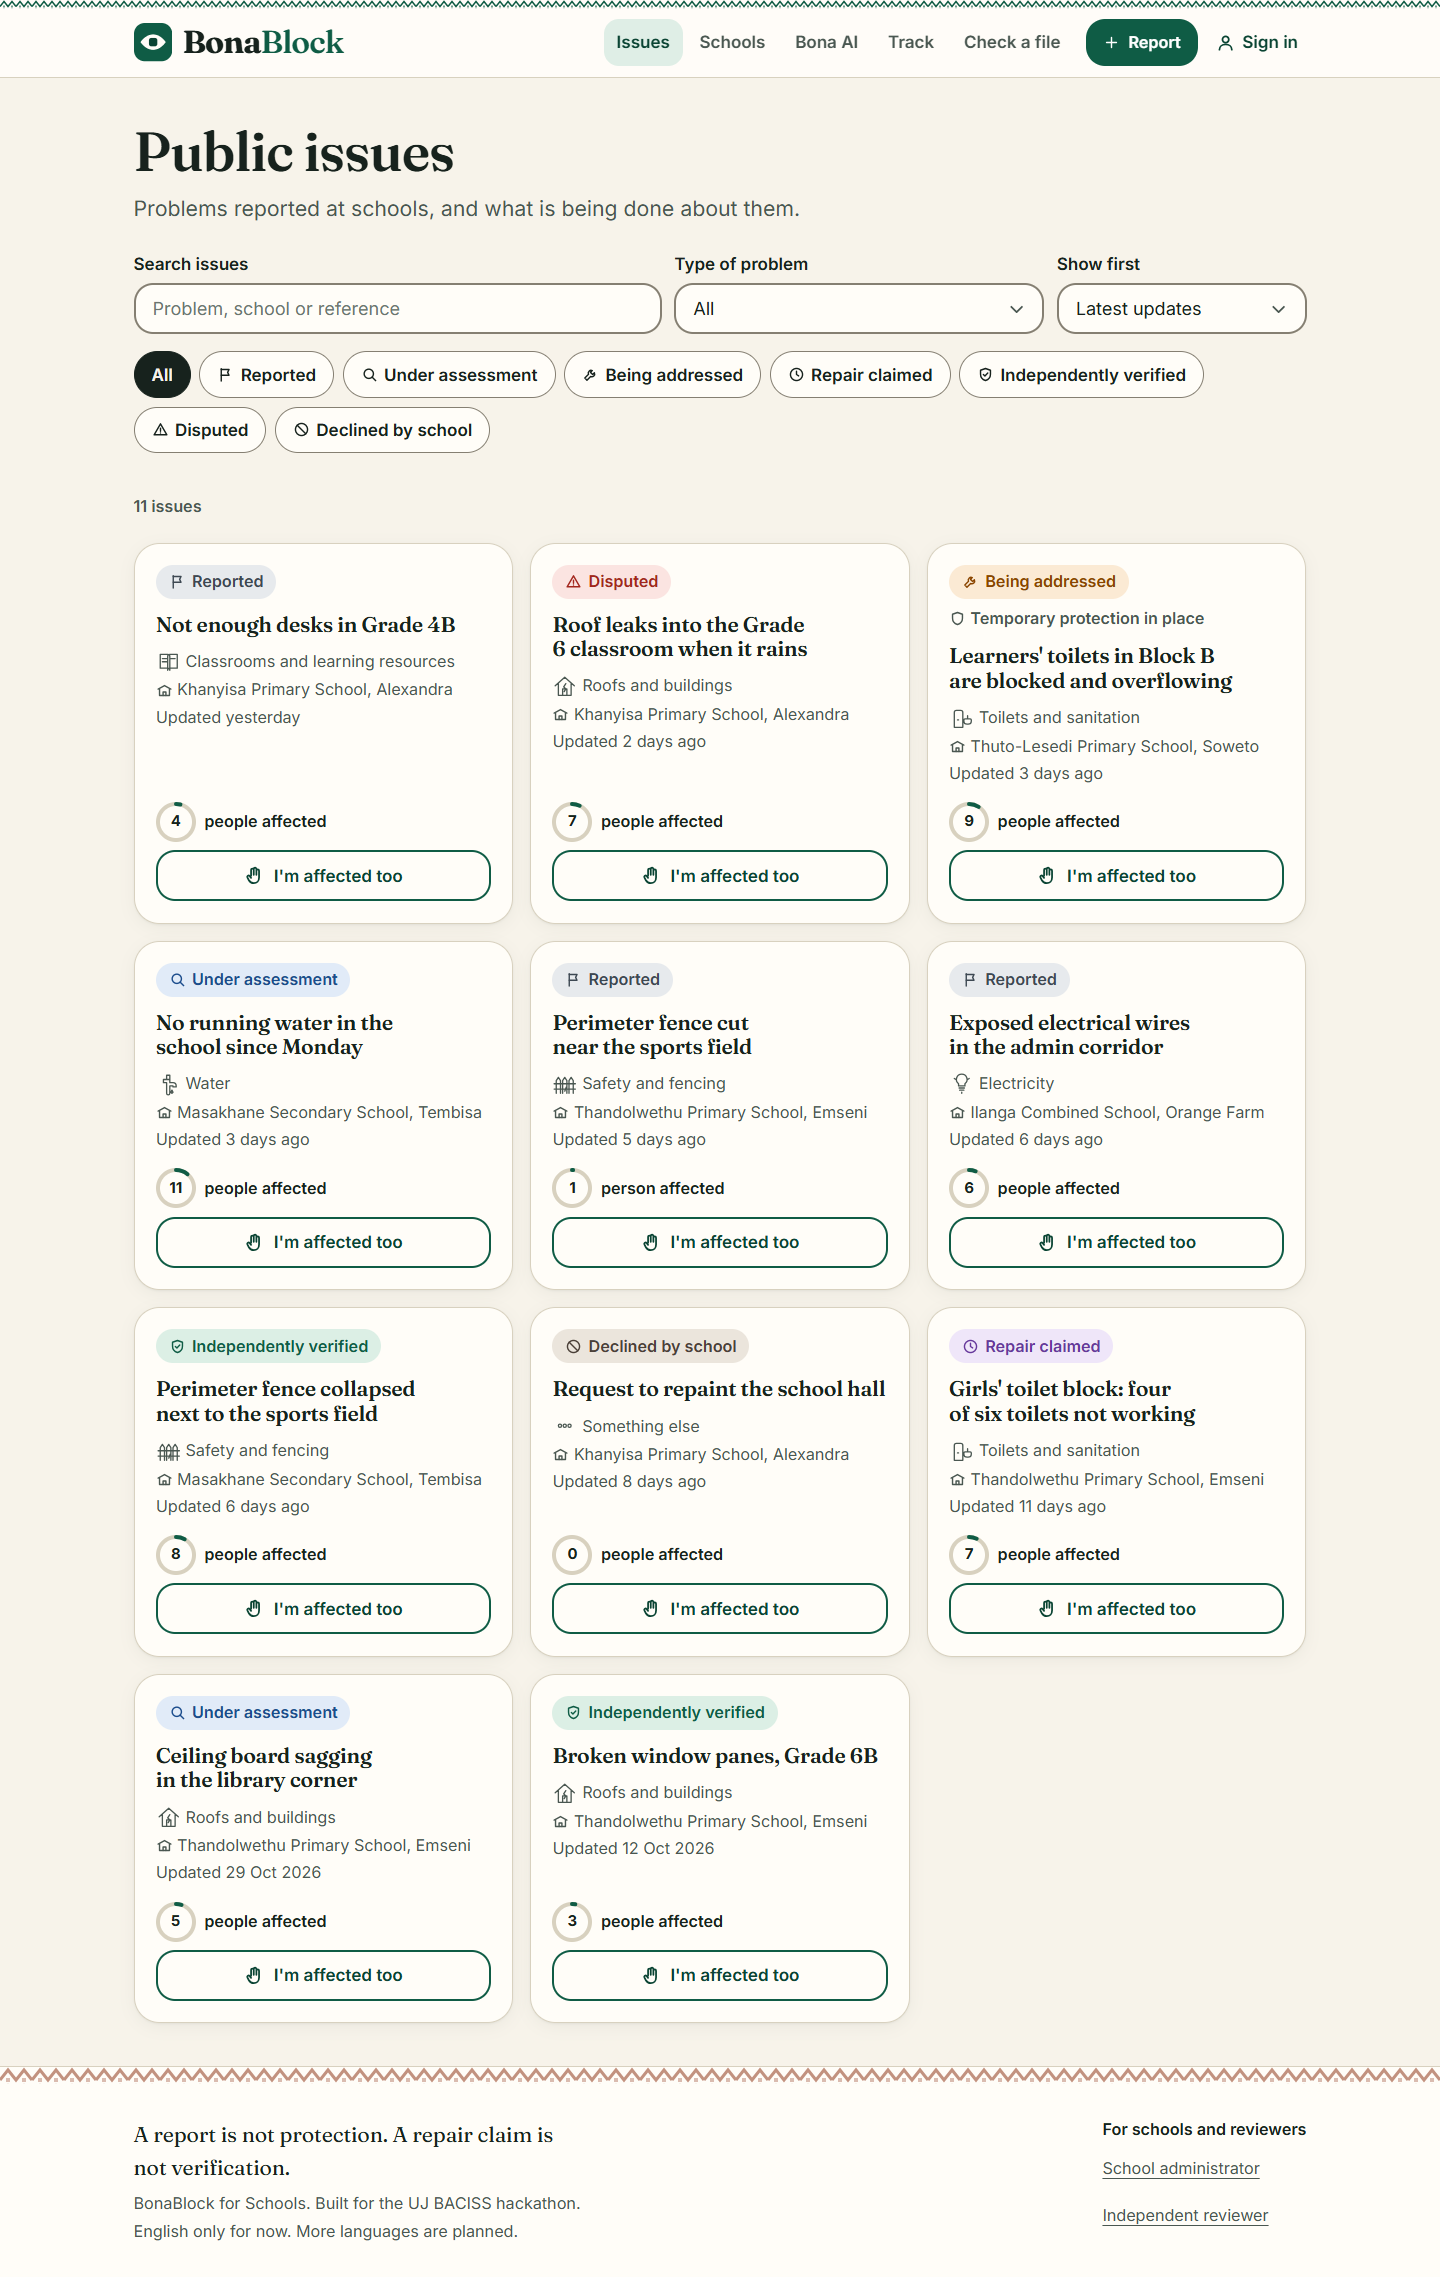 BonaBlock
Issues
Schools
Bona AI
Track
Check a file
Report
Sign in
Public issues
Problems reported at schools, and what is being done about them.
Search issues
Type of problem
Show first
Problem, school or reference
All
Latest updates
All
Reported
Under assessment
Being addressed
Repair claimed
Independently verified
Disputed
Declined by school
11 issues
Reported
Not enough desks in Grade 4B
Classrooms and learning resources
Khanyisa Primary School, Alexandra
Updated yesterday
4 people affected
I'm affected too
Disputed
Roof leaks into the Grade
6 classroom when it rains
Roofs and buildings
Khanyisa Primary School, Alexandra
Updated 2 days ago
7 people affected
I'm affected too
Being addressed
Temporary protection in place
Learners' toilets in Block B
are blocked and overflowing
Toilets and sanitation
Thuto-Lesedi Primary School, Soweto
Updated 3 days ago
9 people affected
I'm affected too
Under assessment
No running water in the
school since Monday
Water
Masakhane Secondary School, Tembisa
Updated 3 days ago
11 people affected
I'm affected too
Reported
Perimeter fence cut
near the sports field
Safety and fencing
Thandolwethu Primary School, Emseni
Updated 5 days ago
1 person affected
I'm affected too
Reported
Exposed electrical wires
in the admin corridor
Electricity
Ilanga Combined School, Orange Farm
Updated 6 days ago
6 people affected
I'm affected too
Independently verified
Perimeter fence collapsed
next to the sports field
Safety and fencing
Masakhane Secondary School, Tembisa
Updated 6 days ago
8 people affected
I'm affected too
Declined by school
Request to repaint the school hall
Something else
Khanyisa Primary School, Alexandra
Updated 8 days ago
0 people affected
I'm affected too
Repair claimed
Girls' toilet block: four
of six toilets not working
Toilets and sanitation
Thandolwethu Primary School, Emseni
Updated 11 days ago
7 people affected
I'm affected too
Under assessment
Ceiling board sagging
in the library corner
Roofs and buildings
Thandolwethu Primary School, Emseni
Updated 29 Oct 2026
5 people affected
I'm affected too
Independently verified
Broken window panes, Grade 6B
Roofs and buildings
Thandolwethu Primary School, Emseni
Updated 12 Oct 2026
3 people affected
I'm affected too
A report is not protection. A repair claim is
not verification.
BonaBlock for Schools. Built for the UJ BACISS hackathon.
English only for now. More languages are planned.
For schools and reviewers
School administrator
Independent reviewer